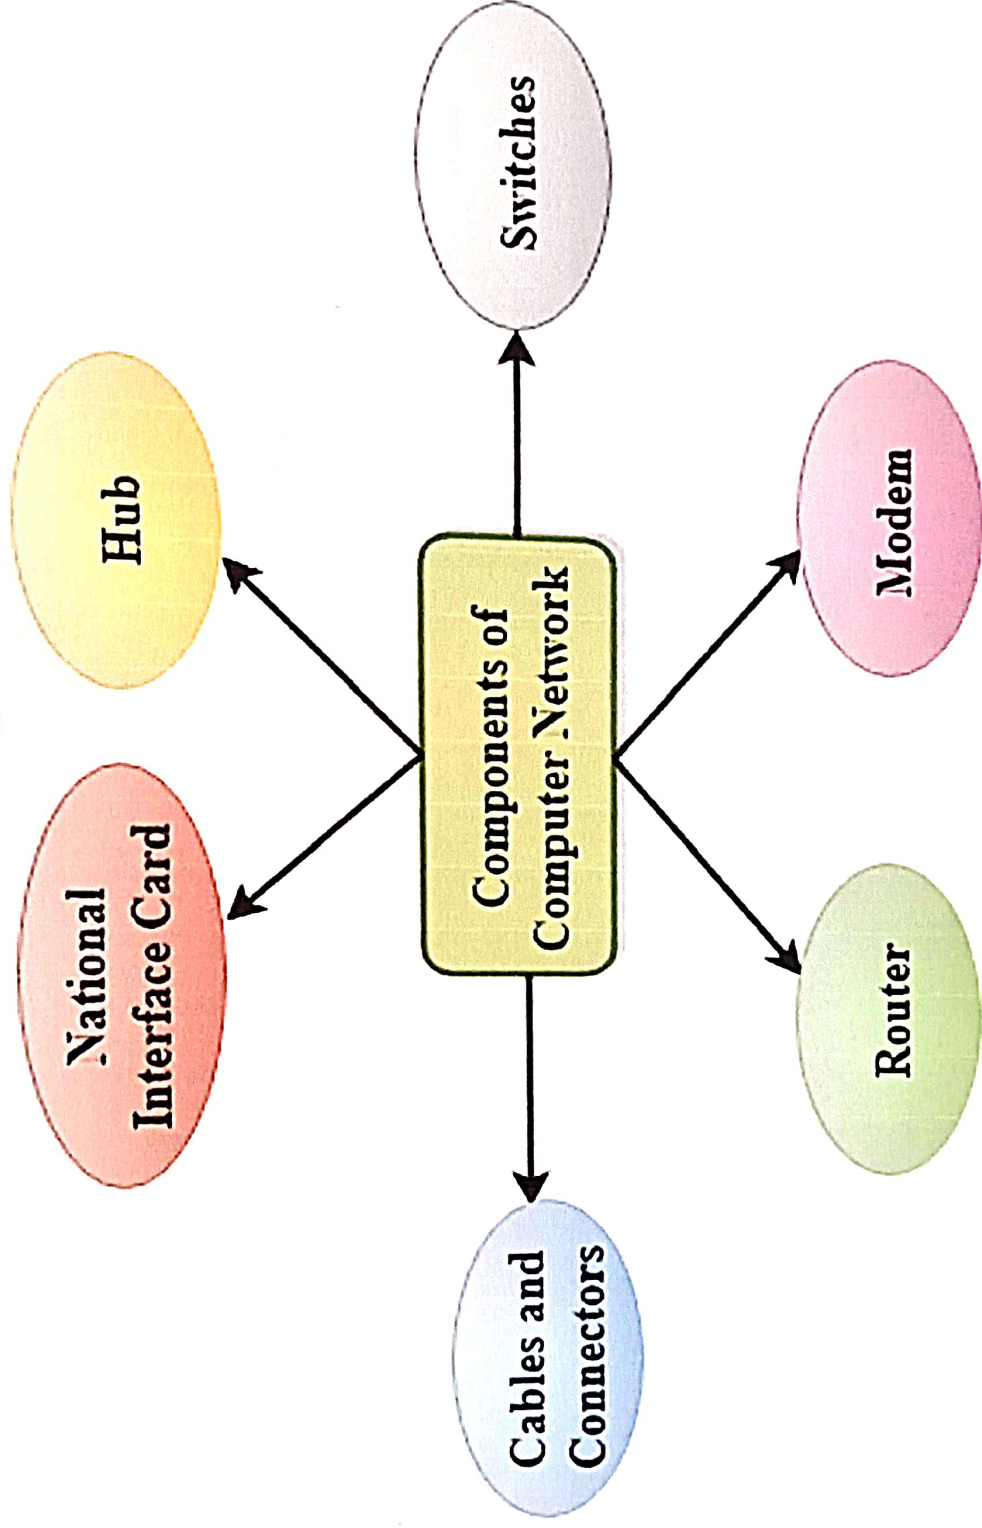 National
Interface Card
Hub
Cables and
Connectors
Components of
Computer Network
Switches
Router
Modem